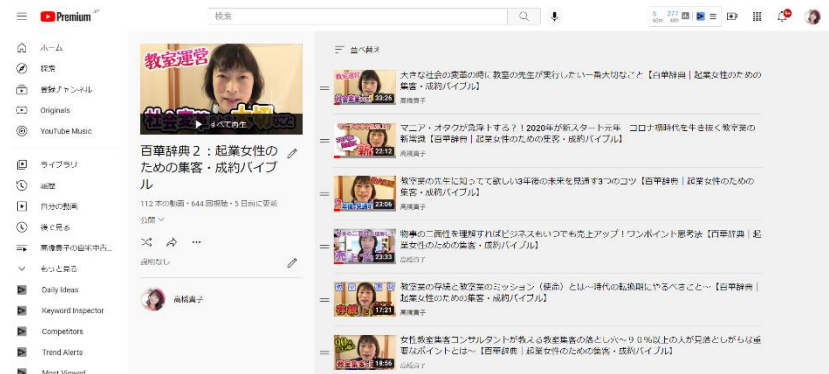 Premium
JP
検索
ホーム
探索
登録チャンネル
Originals
YouTube Music
ライブラリ
履歴
自分の動画
後で見る
高橋貴子の自宅中古...
もっと見る
Daily Ideas
Keyword Inspector
Competitors
Trend Alerts
Most Viewed
教室運営
すべて再生
百華辞典２：起業女性の
ための集客・成約バイブ
ル
112 本の動画・644 回視聴・5 日前に更新
公開
説明なし
高橋貴子
並べ替え
大きな社会の変革の時に教室の先生が実行したい一番大切なこと【百華辞典｜起業女性のための
集客・成約バイブル】
高橋貴子
33:26
マニア・オタクが急浮上する？！2020年が新スタート元年　コロナ禍時代を生き抜く教室業の
新常識【百華辞典｜起業女性のための集客・成約バイブル】
高橋貴子
22:12
教室業の先生に知ってて欲しい3年後の未来を見通す3つのコツ【百華辞典｜起業女性のための
集客・成約バイブル】
高橋貴子
23:06
物事の二面性を理解すればビジネスもいつでも売上アップ！ワンポイント思考法【百華辞典｜起
業女性のための集客・成約バイブル】
高橋貴子
23:33
教室業の存続と教室業のミッション（使命）とは～時代の転換期にやるべきこと～【百華辞典｜
起業女性のための集客・成約バイブル】
高橋貴子
17:21
女性教室集客コンサルタントが教える教室集客の落とし穴～９０％以上の人が見落としがちな重
要なポイントとは～【百華辞典｜起業女性のための集客・成約バイブル】
高橋貴子
18:56